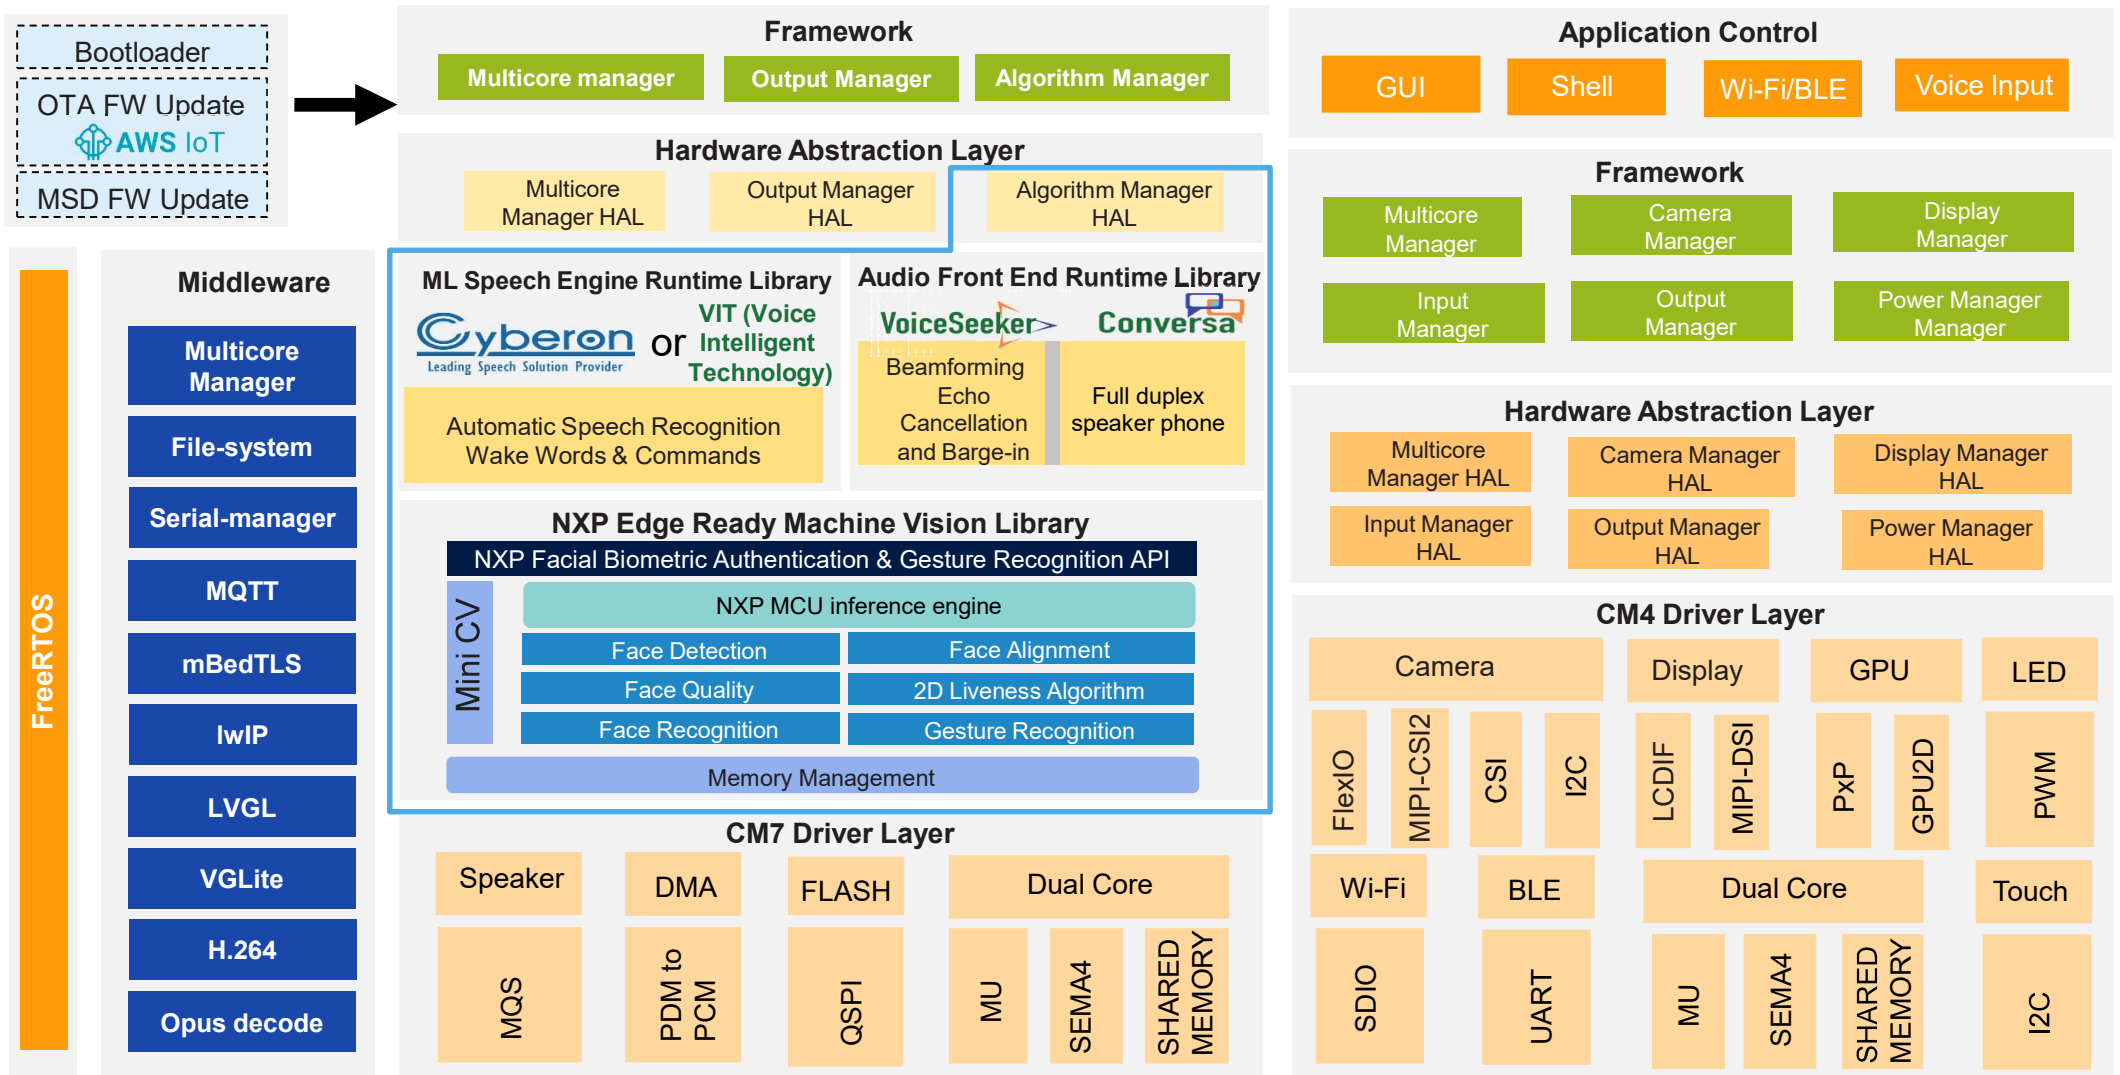 Bootloader
OTA FW Update
AWS IoT
MSD FW Update
FreeRTOS
Middleware
Multicore
Manager
File-system
Serial-manager
MQTT
mBedTLS
lwIP
LVGL
VGLite
H.264
Opus decode
Framework
Multicore manager
Output Manager
Algorithm Manager
Hardware Abstraction Layer
Multicore
Manager HAL
Output Manager
HAL
Algorithm Manager
HAL
ML Speech Engine Runtime Library
Cyberon
Leading Speech Solution Provider
or
VIT (Voice
Intelligent
Technology)
Automatic Speech Recognition
Wake Words & Commands
Audio Front End Runtime Library
VoiceSeeker
Conversa
Beamforming
Echo
Cancellation
and Barge-in
Full duplex
speaker phone
NXP Edge Ready Machine Vision Library
NXP Facial Biometric Authentication & Gesture Recognition API
Mini CV
NXP MCU inference engine
Face Detection
Face Alignment
Face Quality
2D Liveness Algorithm
Face Recognition
Gesture Recognition
Memory Management
CM7 Driver Layer
Speaker
DMA
FLASH
Dual Core
MQS
PDM to
PCM
QSPI
MU
SEMA4
SHARED
MEMORY
Application Control
GUI
Shell
Wi-Fi/BLE
Voice Input
Framework
Multicore
Manager
Camera
Manager
Display
Manager
Input
Manager
Output
Manager
Power Manager
Manager
Hardware Abstraction Layer
Multicore
Manager HAL
Camera Manager
HAL
Display Manager
HAL
Input Manager
HAL
Output Manager
HAL
Power Manager
HAL
CM4 Driver Layer
Camera
Display
GPU
LED
FlexIO
MIPI-CSI2
CSI
I2C
LCDIF
MIPI-DSI
PxP
GPU2D
PWM
Wi-Fi
BLE
Dual Core
Touch
SDIO
UART
MU
SEMA4
SHARED
MEMORY
I2C